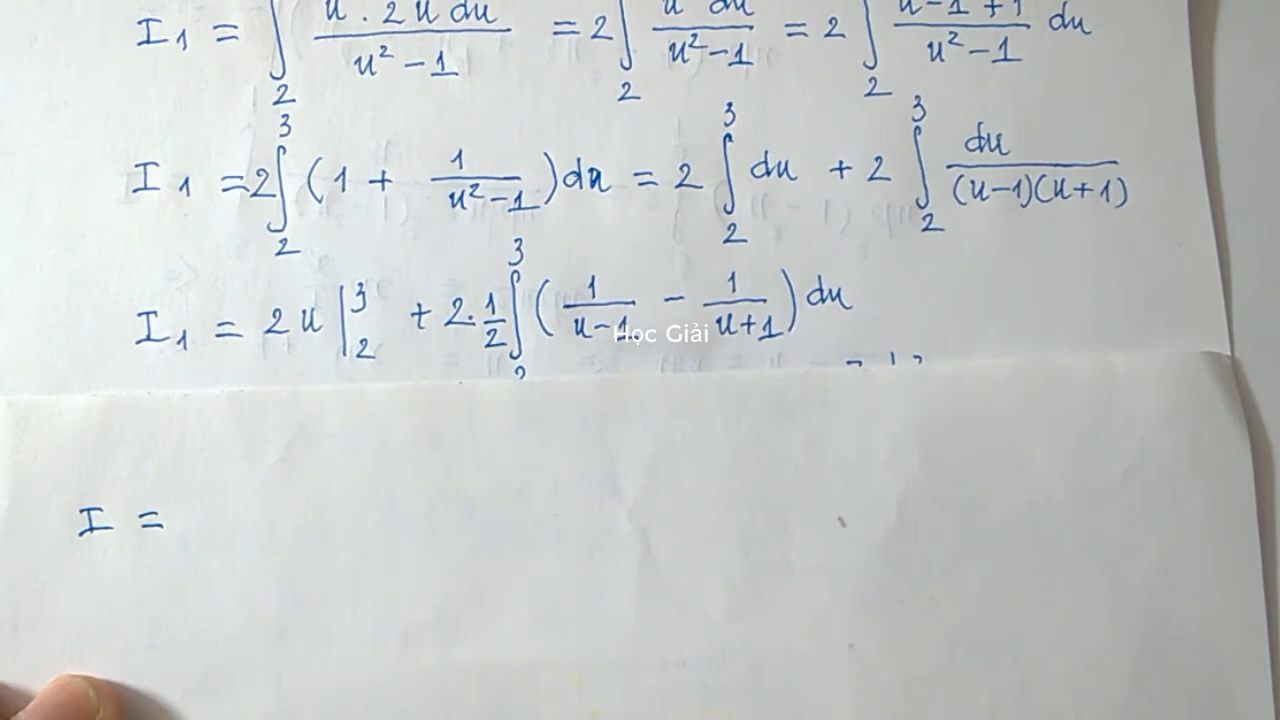 I₁ = ∫₂ u . 2u du / (u² − 1) = 2 ∫₂ u² du / (u² − 1) = 2 ∫₂ (u² − 1 + 1) / (u² − 1) du
I₁ = 2 ∫₂³ (1 + 1 / (u² − 1)) du = 2 ∫₂³ du + 2 ∫₂³ du / ((u − 1)(u + 1))
I₁ = 2u |₂³ + 2 . 1/2 ∫₂³ (1 / (u − 1) − 1 / (u + 1)) du
Học Giải
I =